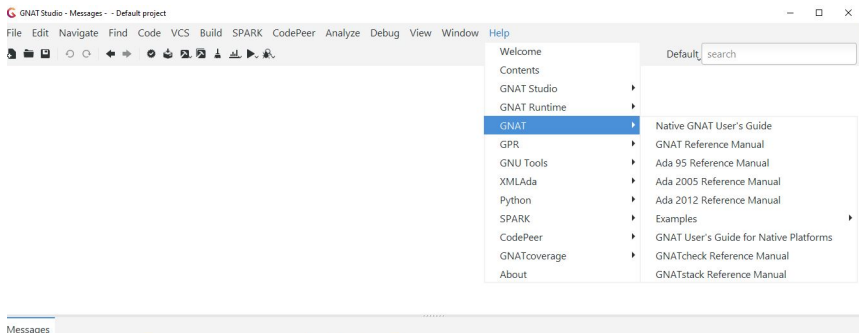 GNAT Studio - Messages - - Default project
File Edit Navigate Find Code VCS Build SPARK CodePeer Analyze Debug View Window Help
Default search
Welcome
Contents
GNAT Studio
GNAT Runtime
GNAT
GPR
GNU Tools
XMLAda
Python
SPARK
CodePeer
GNATcoverage
About
Native GNAT User's Guide
GNAT Reference Manual
Ada 95 Reference Manual
Ada 2005 Reference Manual
Ada 2012 Reference Manual
Examples
GNAT User's Guide for Native Platforms
GNATcheck Reference Manual
GNATstack Reference Manual
Messages